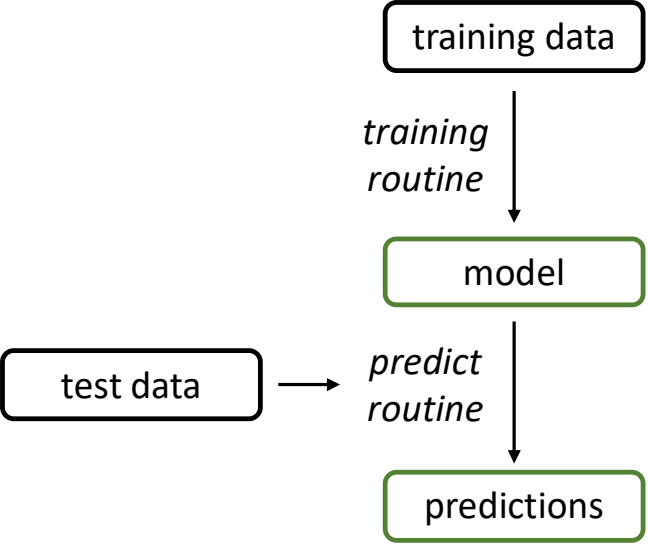 training data
training
routine
model
test data
predict
routine
predictions